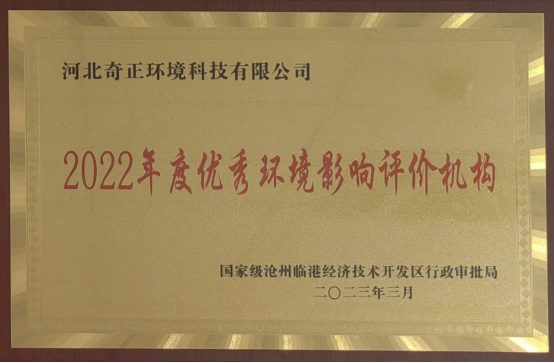 河北奇正环境科技有限公司
2022年度优秀环境影响评价机构
国家级沧州临港经济技术开发区行政审批局
二〇二三年三月